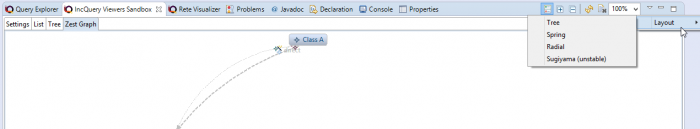 Query Explorer IncQuery Viewers Sandbox Rete Visualizer Problems @ Javadoc Declaration Console Properties 100%
Settings List Tree Zest Graph Layout
Tree
Spring
Radial
Sugiyama (unstable)
Class A